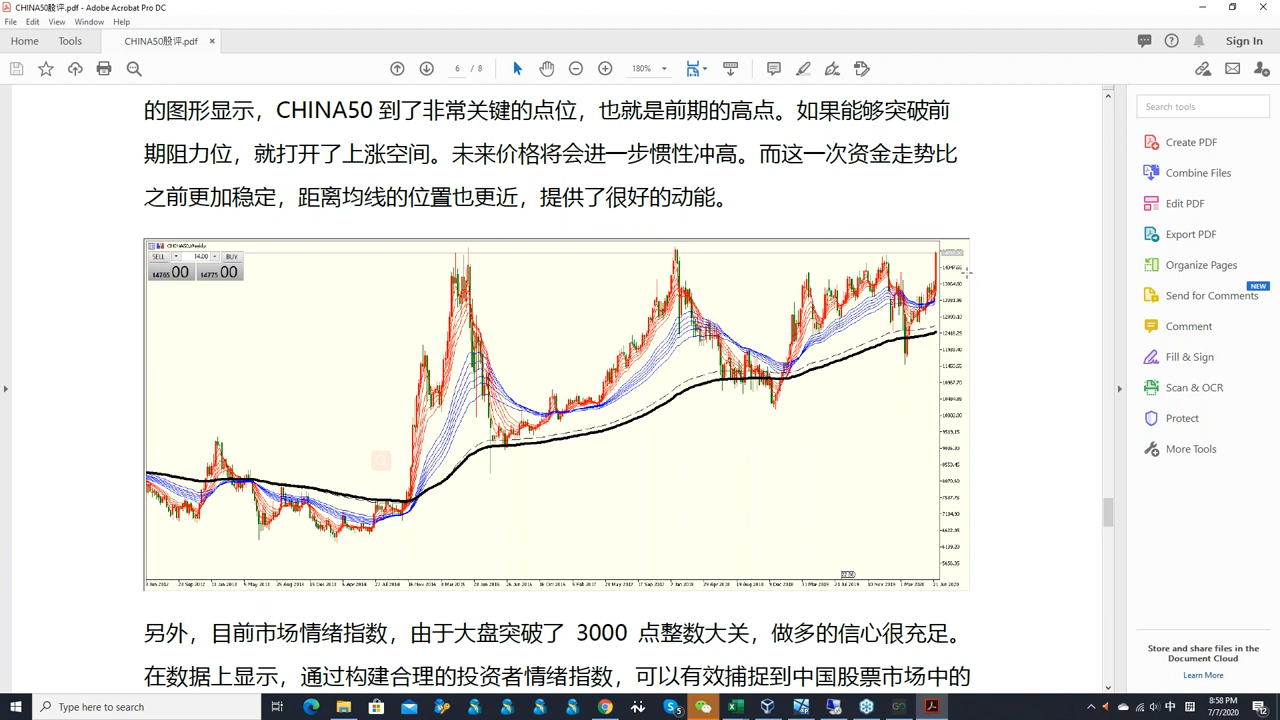 CHINA50股评.pdf - Adobe Acrobat Pro DC
File Edit View Window Help
Home Tools CHINA50股评.pdf × Sign In
6 / 8 180%
的图形显示，CHINA50 到了非常关键的点位，也就是前期的高点。如果能够突破前
期阻力位，就打开了上涨空间。未来价格将会进一步惯性冲高。而这一次资金走势比
之前更加稳定，距离均线的位置也更近，提供了很好的动能。
CHINA50,Weekly
SELL 14.00 BUY
14765 00 14775 00
另外，目前市场情绪指数，由于大盘突破了 3000 点整数大关，做多的信心很充足。
在数据上显示，通过构建合理的投资者情绪指数，可以有效捕捉到中国股票市场中的
Search tools
Create PDF
Combine Files
Edit PDF
Export PDF
Organize Pages
NEW
Send for Comments
Comment
Fill & Sign
Scan & OCR
Protect
More Tools
Store and share files in the
Document Cloud
Learn More
Type here to search
中
8:58 PM
7/7/2020